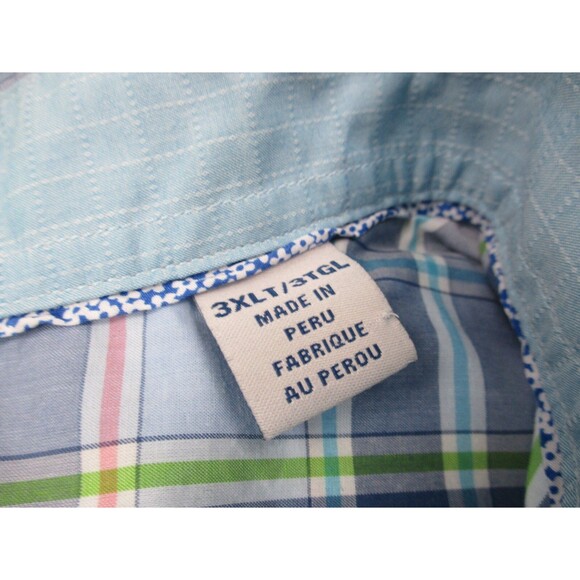 3XLT/3TGL
MADE IN
PERU
FABRIQUE
AU PEROU